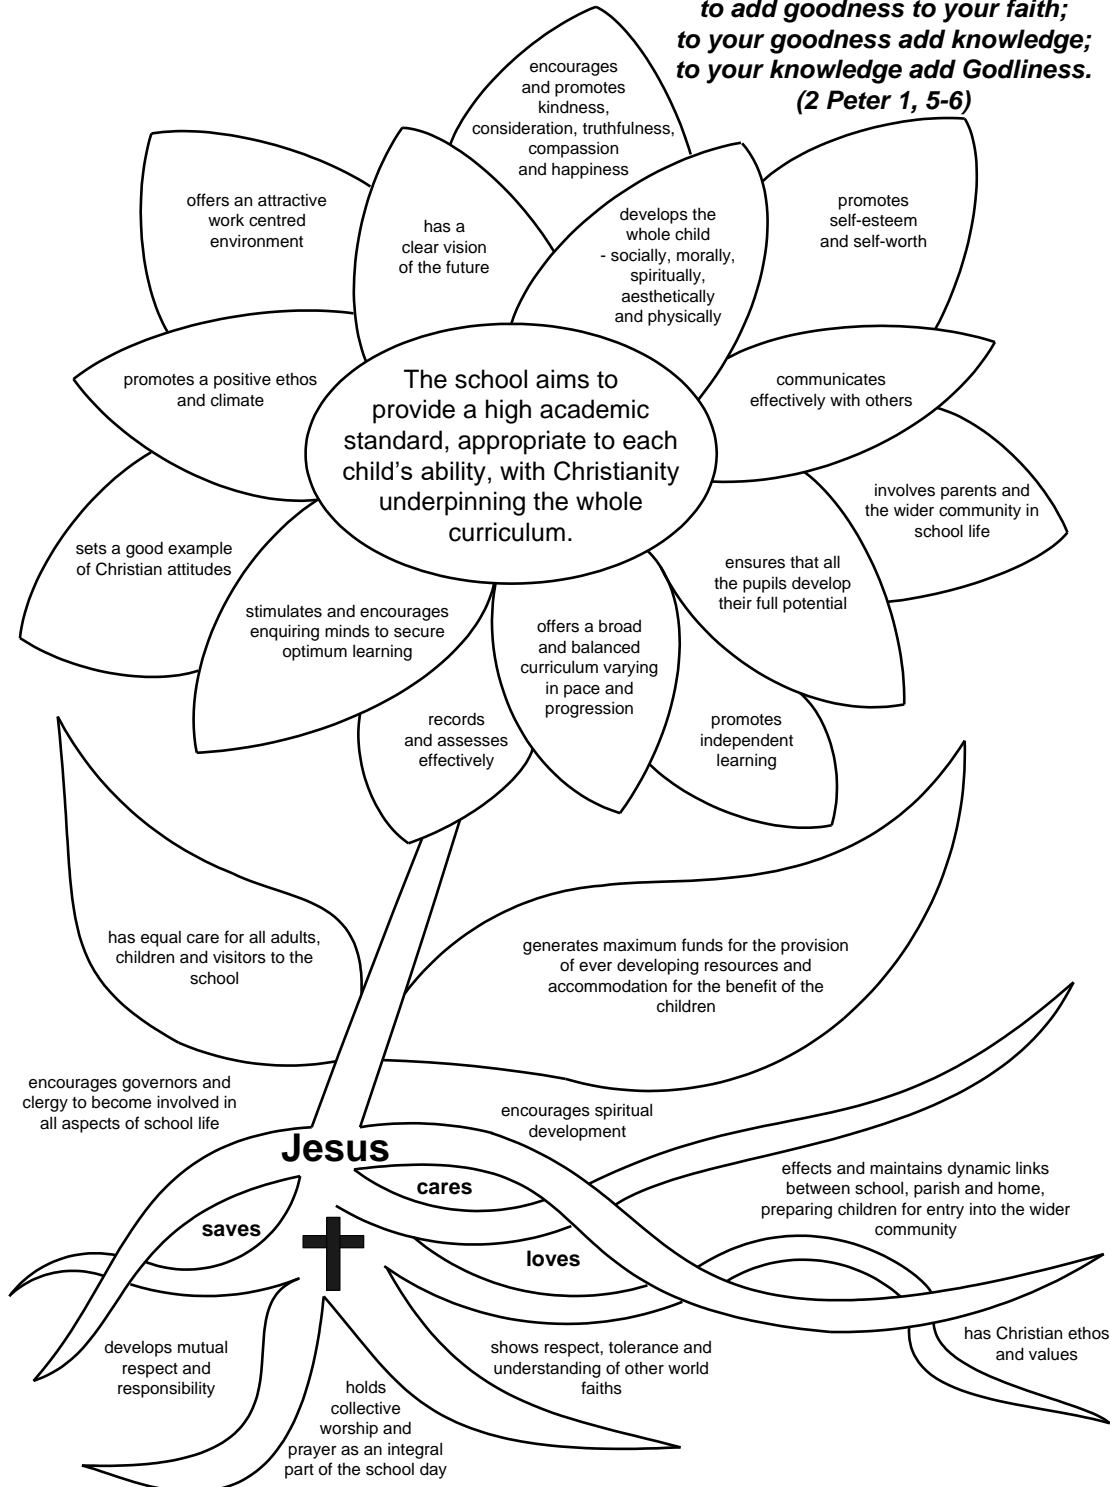 to add goodness to your faith;
to your goodness add knowledge;
to your knowledge add Godliness.
(2 Peter 1, 5-6)
encourages
and promotes
kindness,
consideration, truthfulness,
compassion
and happiness
offers an attractive
work centred
environment
has a
clear vision
of the future
develops the
whole child
- socially, morally,
spiritually,
aesthetically
and physically
promotes
self-esteem
and self-worth
promotes a positive ethos
and climate
The school aims to
provide a high academic
standard, appropriate to each
child's ability, with Christianity
underpinning the whole
curriculum.
communicates
effectively with others
involves parents and
the wider community in
school life
sets a good example
of Christian attitudes
stimulates and encourages
enquiring minds to secure
optimum learning
offers a broad
and balanced
curriculum varying
in pace and
progression
ensures that all
the pupils develop
their full potential
records
and assesses
effectively
promotes
independent
learning
has equal care for all adults,
children and visitors to the
school
generates maximum funds for the provision
of ever developing resources and
accommodation for the benefit of the
children
encourages governors and
clergy to become involved in
all aspects of school life
encourages spiritual
development
Jesus
cares
saves
loves
effects and maintains dynamic links
between school, parish and home,
preparing children for entry into the wider
community
develops mutual
respect and
responsibility
holds
collective
worship and
prayer as an integral
part of the school day
shows respect, tolerance and
understanding of other world
faiths
has Christian ethos
and values